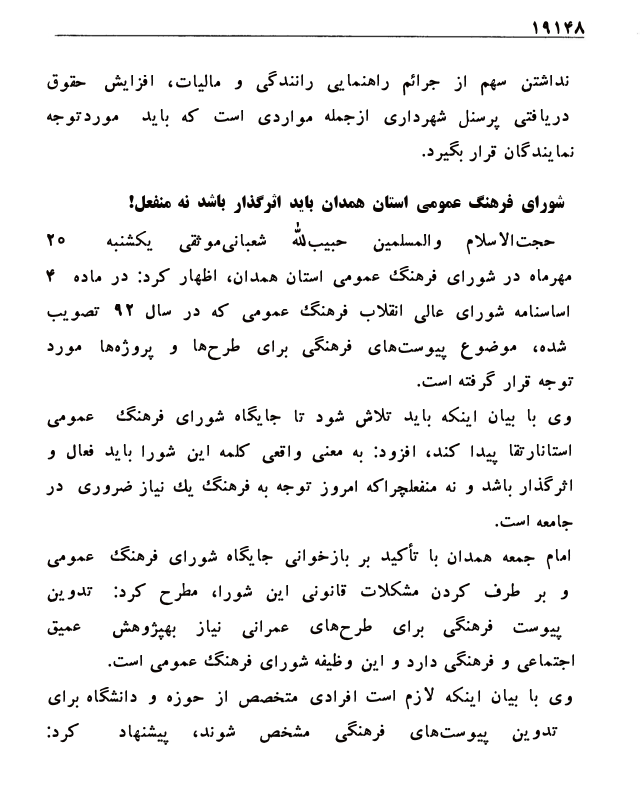 ۱۹۱۴۸
نداشتن سهم از جرائم راهنمایی رانندگی و مالیات، افزایش حقوق
دریافتی پرسنل شهرداری ازجمله مواردی است که باید موردتوجه
نمایندگان قرار بگیرد.
شورای فرهنگ عمومی استان همدان باید اثرگذار باشد نه منفعل!
حجت‌الاسلام والمسلمین حبیب‌الله شعبانی‌موثقی یکشنبه ۲۵
مهرماه در شورای فرهنگ عمومی استان همدان، اظهار کرد: در ماده ۴
اساسنامه شورای عالی انقلاب فرهنگ عمومی که در سال ۹۲ تصویب
شده، موضوع پیوست‌های فرهنگی برای طرح‌ها و پروژه‌ها مورد
توجه قرار گرفته است.
وی با بیان اینکه باید تلاش شود تا جایگاه شورای فرهنگ عمومی
استانارتقا پیدا کند، افزود: به معنی واقعی کلمه این شورا باید فعال و
اثرگذار باشد و نه منفعلچراکه امروز توجه به فرهنگ یك نیاز ضروری در
جامعه است.
امام جمعه همدان با تأکید بر بازخوانی جایگاه شورای فرهنگ عمومی
و بر طرف کردن مشکلات قانونی این شورا، مطرح کرد: تدوین
پیوست فرهنگی برای طرح‌های عمرانی نیاز بهپژوهش عمیق
اجتماعی و فرهنگی دارد و این وظیفه شورای فرهنگ عمومی است.
وی با بیان اینکه لازم است افرادی متخصص از حوزه و دانشگاه برای
تدوین پیوست‌های فرهنگی مشخص شوند، پیشنهاد کرد: